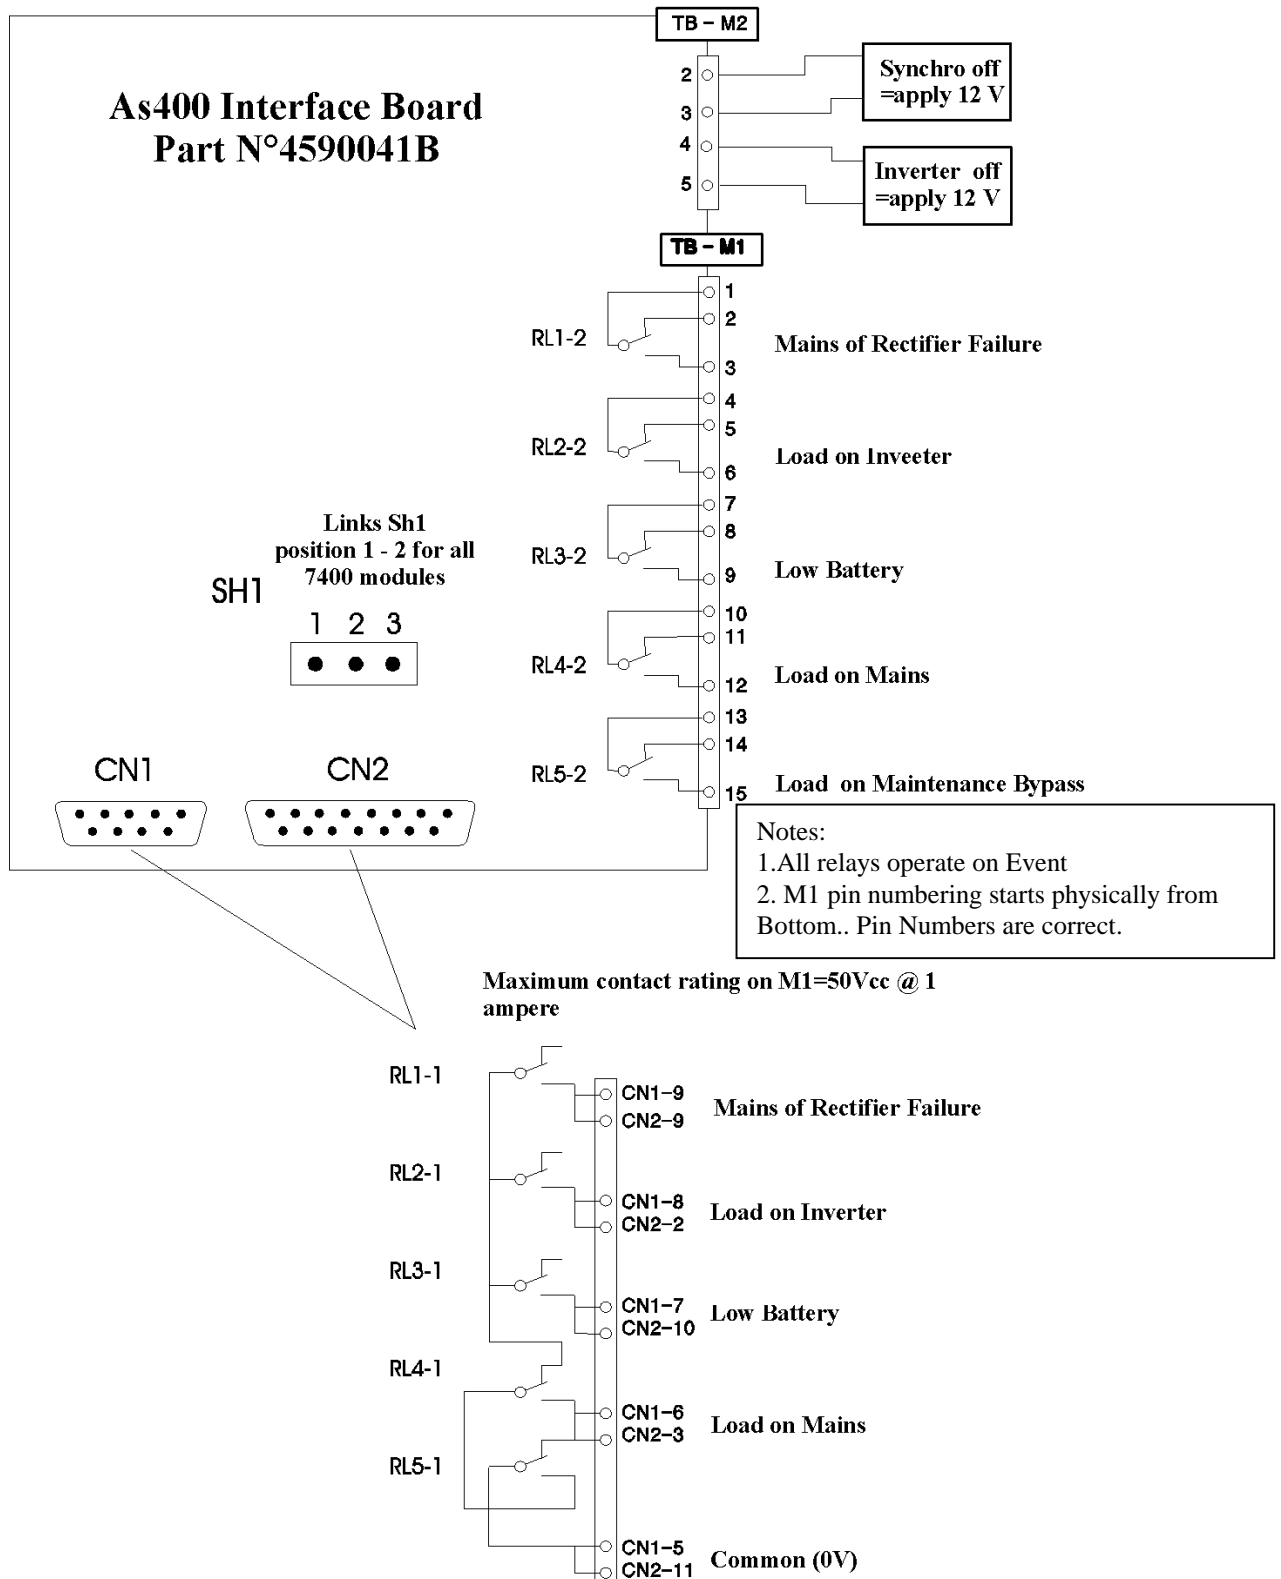 TB - M2
As400 Interface Board
Part N°4590041B
2
3
4
5
Synchro off
=apply 12 V
Inverter off
=apply 12 V
TB - M1
RL1-2
1
2
3
Mains of Rectifier Failure
RL2-2
4
5
6
Load on Inveeter
RL3-2
7
8
9
Low Battery
RL4-2
10
11
12
Load on Mains
RL5-2
13
14
15
Load on Maintenance Bypass
Links Sh1
position 1 - 2 for all
7400 modules
SH1
1 2 3
CN1
CN2
Notes:
1.All relays operate on Event
2. M1 pin numbering starts physically from
Bottom.. Pin Numbers are correct.
Maximum contact rating on M1=50Vcc @ 1
ampere
RL1-1
CN1-9
CN2-9
Mains of Rectifier Failure
RL2-1
CN1-8
CN2-2
Load on Inverter
RL3-1
CN1-7
CN2-10
Low Battery
RL4-1
CN1-6
CN2-3
Load on Mains
RL5-1
CN1-5
CN2-11
Common (0V)